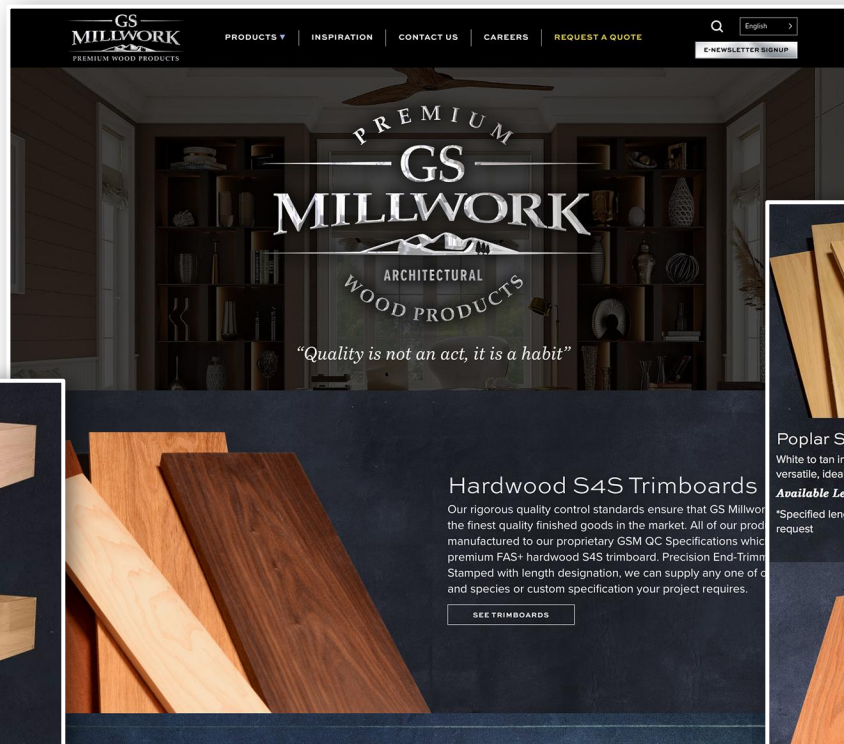 GS
MILLWORK
PREMIUM WOOD PRODUCTS
PRODUCTS
INSPIRATION
CONTACT US
CAREERS
REQUEST A QUOTE
English
E-NEWSLETTER SIGNUP
PREMIUM
GS
MILLWORK
ARCHITECTURAL
WOOD PRODUCTS
“Quality is not an act, it is a habit”
Hardwood S4S Trimboards
Our rigorous quality control standards ensure that GS Millwor
the finest quality finished goods in the market. All of our prod
manufactured to our proprietary GSM QC Specifications whic
premium FAS+ hardwood S4S trimboard. Precision End-Trimm
Stamped with length designation, we can supply any one of o
and species or custom specification your project requires.
SEE TRIMBOARDS
Poplar S
White to tan in
versatile, idea
Available Le
*Specified len
request